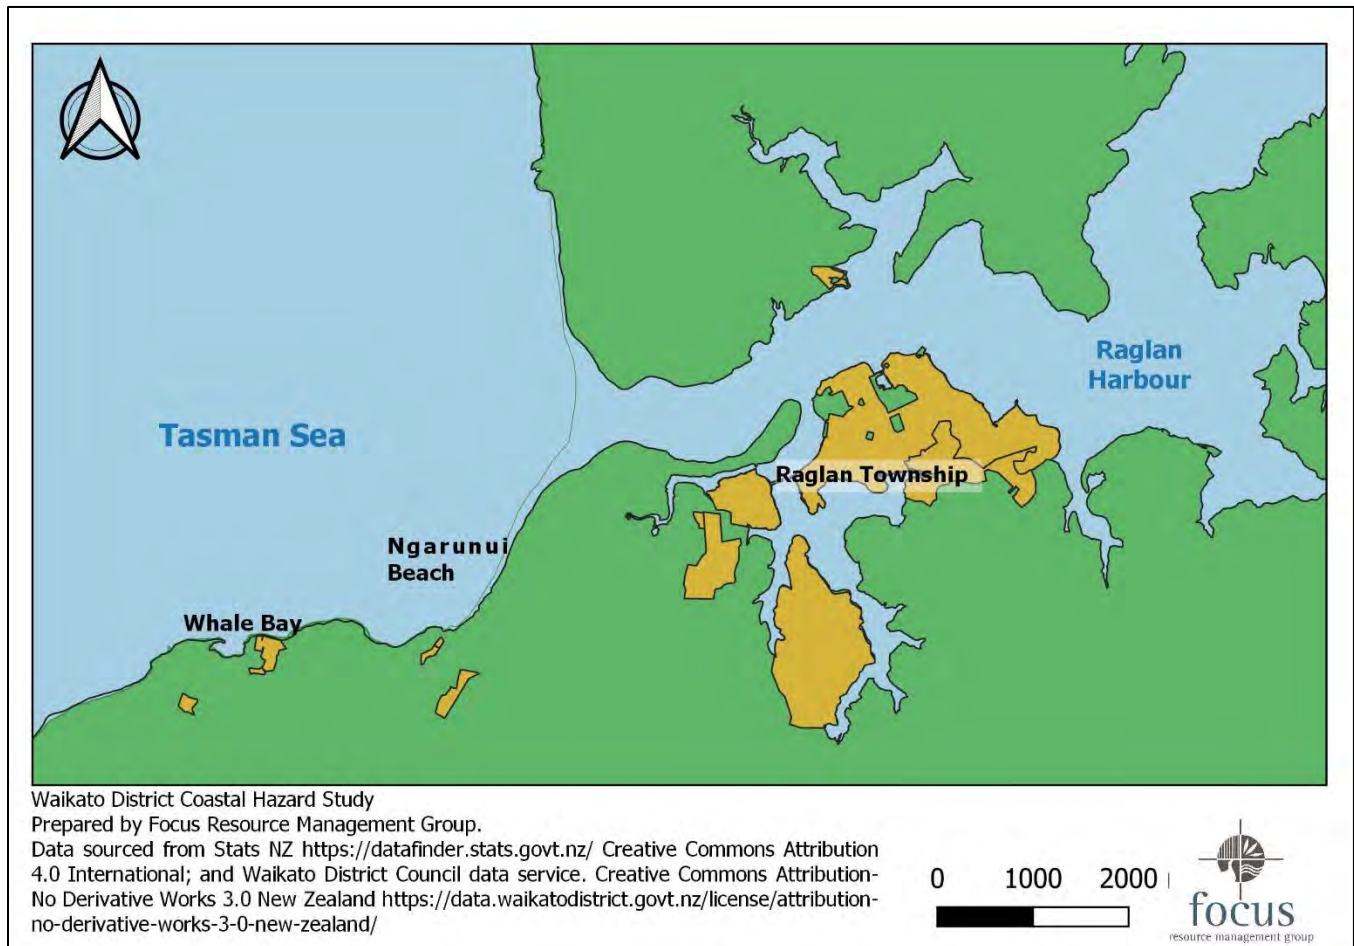 Raglan
Harbour
Tasman Sea
Raglan Township
Ngarunui
Beach
Whale Bay
Waikato District Coastal Hazard Study
Prepared by Focus Resource Management Group.
Data sourced from Stats NZ https://datafinder.stats.govt.nz/ Creative Commons Attribution
4.0 International; and Waikato District Council data service. Creative Commons Attribution-
No Derivative Works 3.0 New Zealand https://data.waikatodistrict.govt.nz/license/attribution-
no-derivative-works-3-0-new-zealand/
0 1000 2000
focus
resource management group